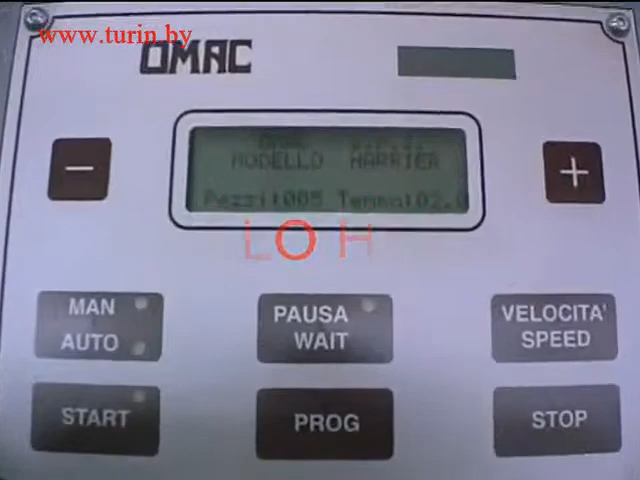 www.turin.by
OMAC
MODELLO HARRIER
Pezzi:005 Tempo:02.0
−
+
L O H
MAN
AUTO
PAUSA
WAIT
VELOCITA'
SPEED
START
PROG
STOP